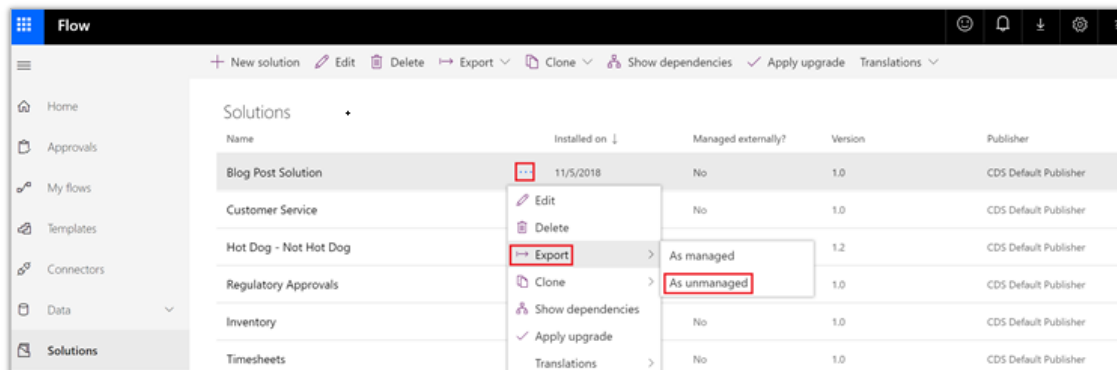 Flow
New solution Edit Delete Export Clone Show dependencies Apply upgrade Translations
Home
Approvals
My flows
Templates
Connectors
Data
Solutions
Solutions
Name Installed on ↓ Managed externally? Version Publisher
Blog Post Solution ... 11/5/2018 No 1.0 CDS Default Publisher
Customer Service No 1.0 CDS Default Publisher
Hot Dog - Not Hot Dog 1.2 CDS Default Publisher
Regulatory Approvals 1.0 CDS Default Publisher
Inventory No 1.0 CDS Default Publisher
Timesheets No 1.0 CDS Default Publisher
Edit
Delete
Export
Clone
Show dependencies
Apply upgrade
Translations
As managed
As unmanaged